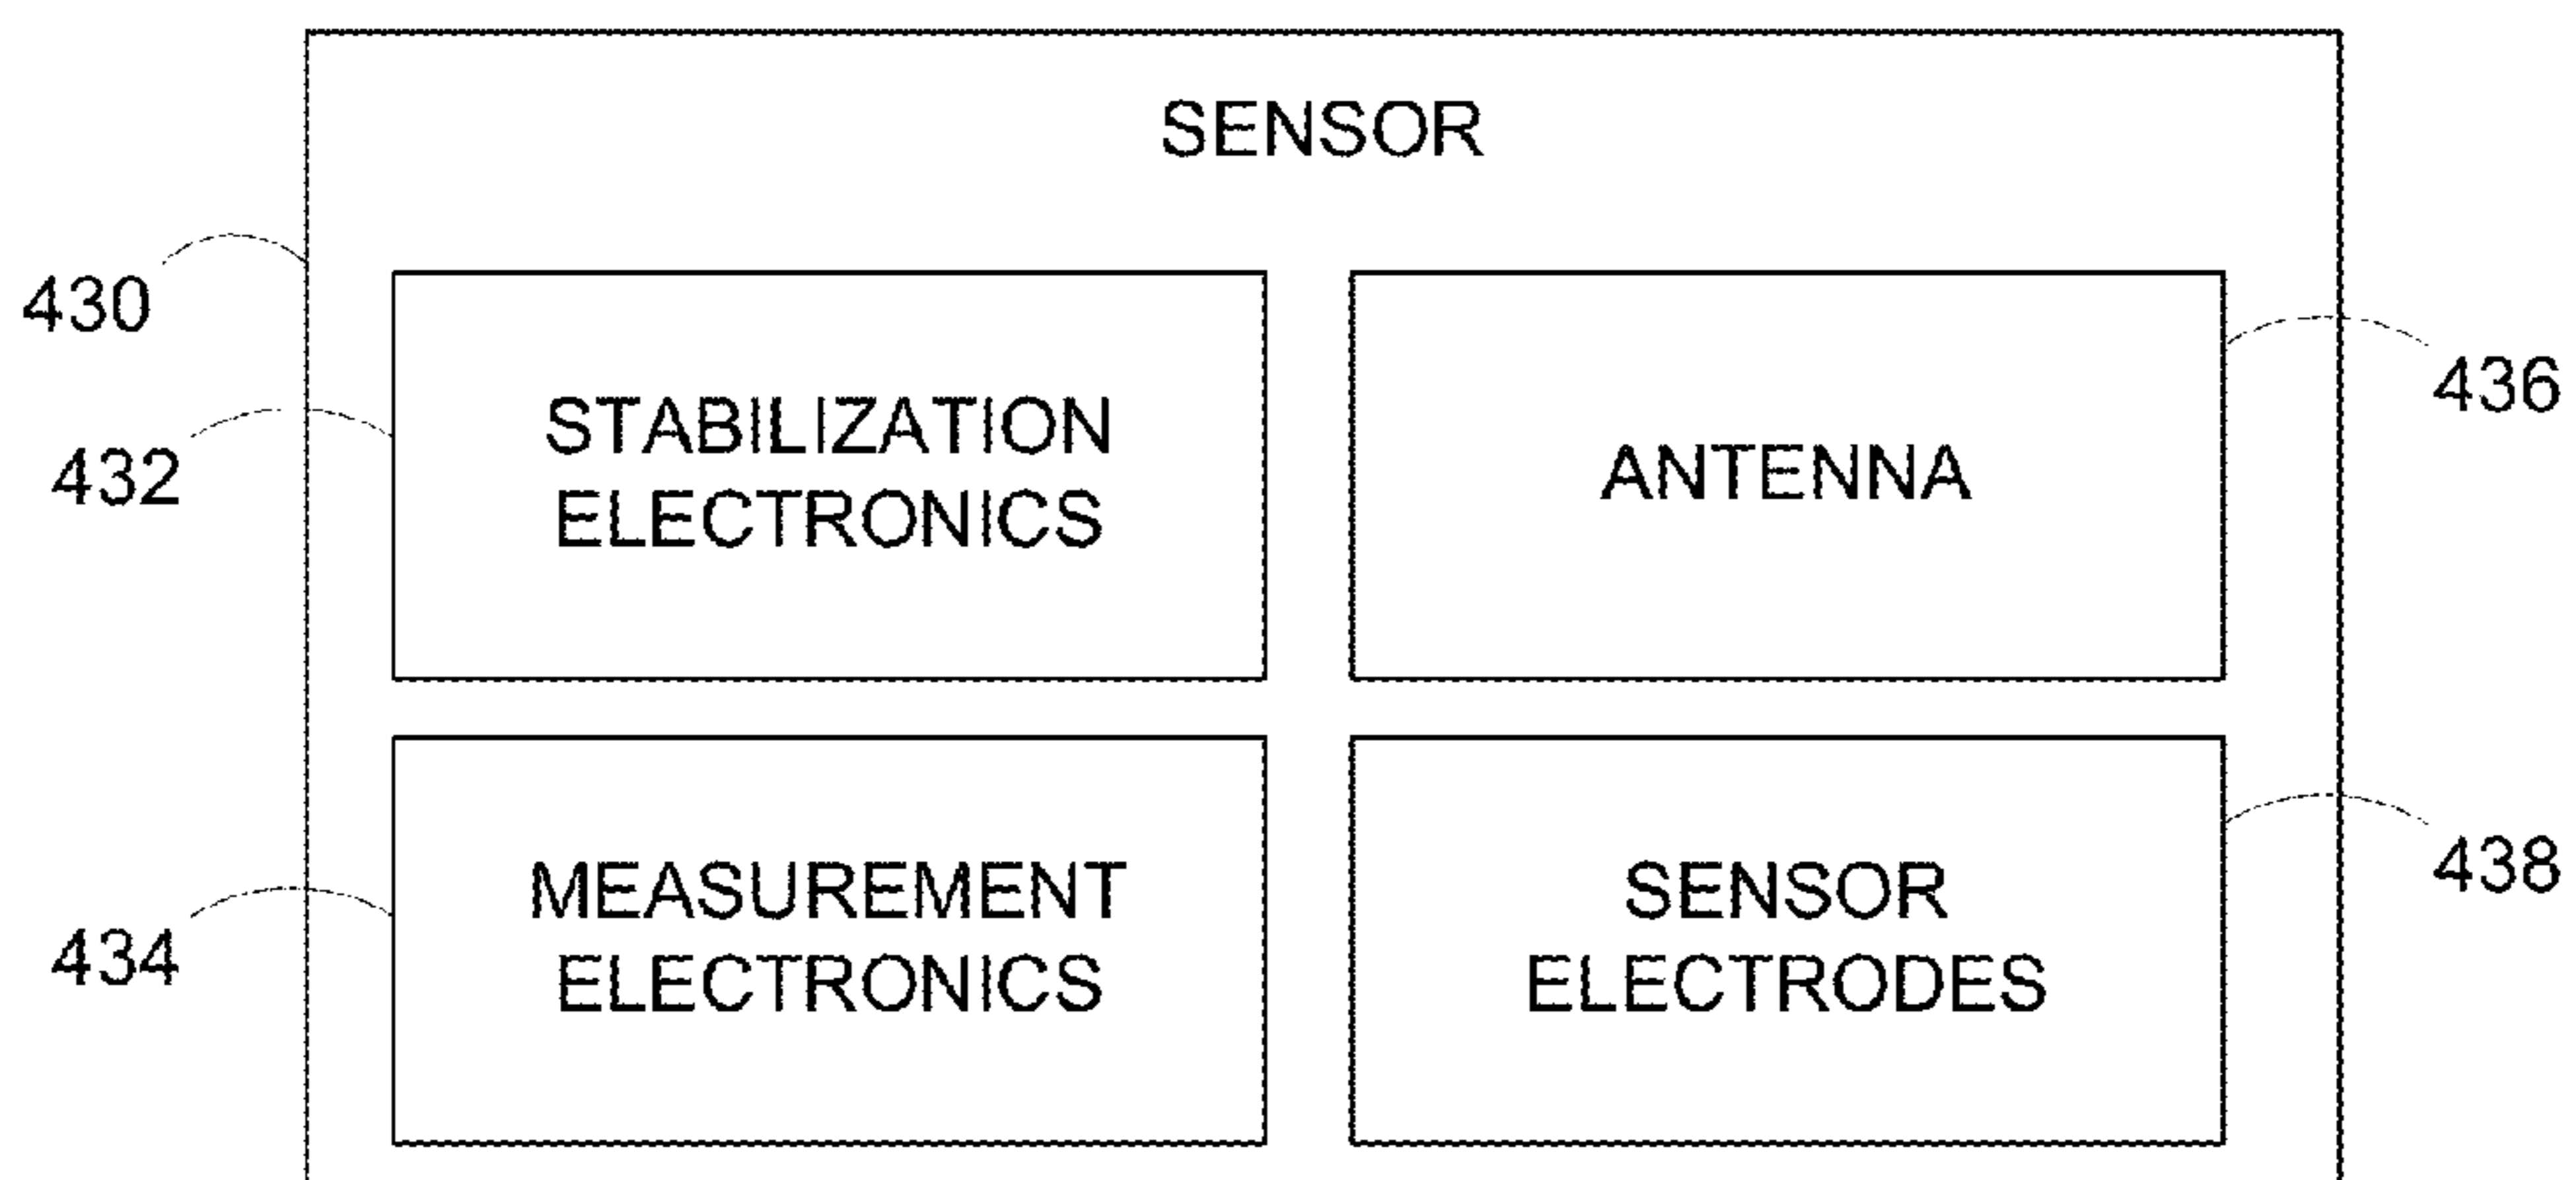 SENSOR
430
432
STABILIZATION
ELECTRONICS
ANTENNA
436
434
MEASUREMENT
ELECTRONICS
SENSOR
ELECTRODES
438